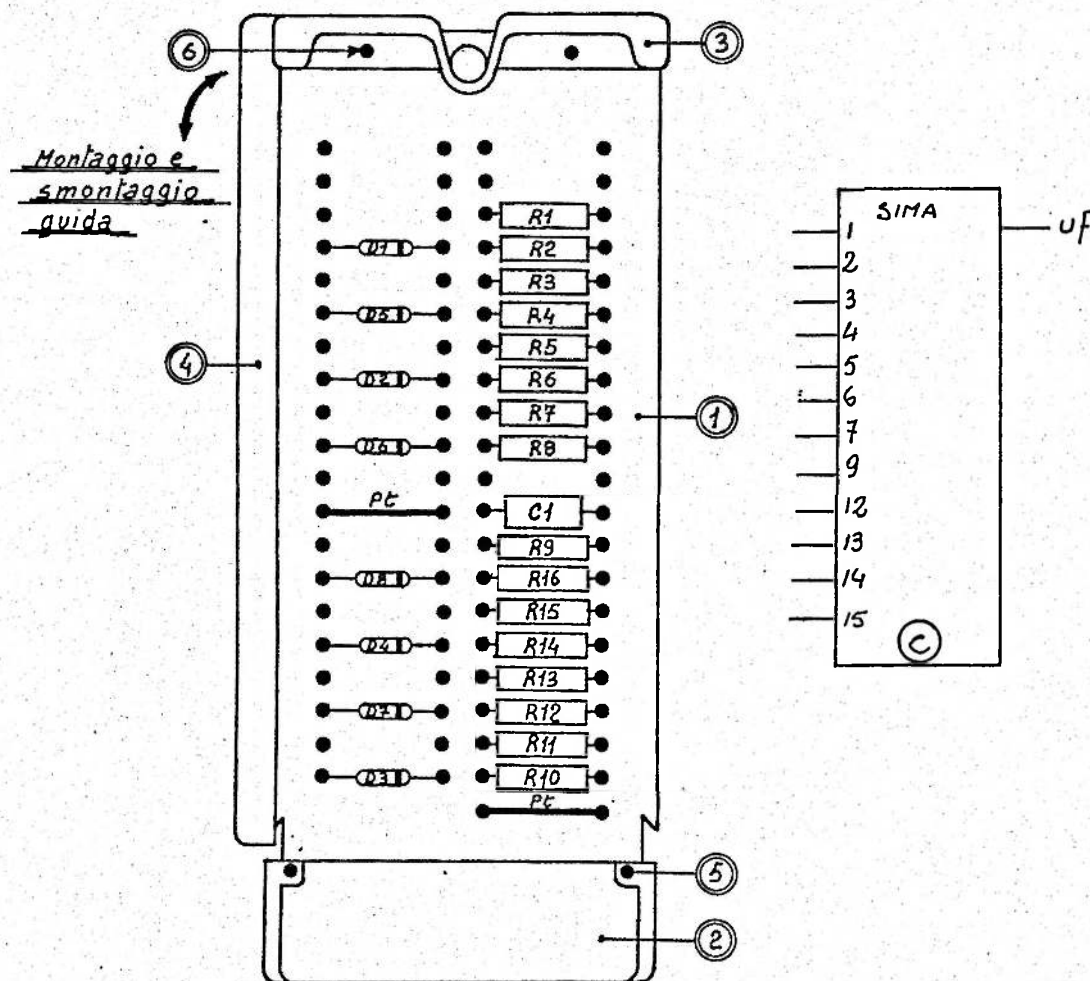 6
3
Montaggio e
smontaggio
guida
R1
D1
R2
R3
D5
R4
R5
4
D2
R6
1
R7
D6
R8
Pt
C1
R9
D8
R16
R15
D4
R14
R13
D7
R12
R11
D3
R10
Pt
5
2
SIMA
UF
1
2
3
4
5
6
7
9
12
13
14
15
C